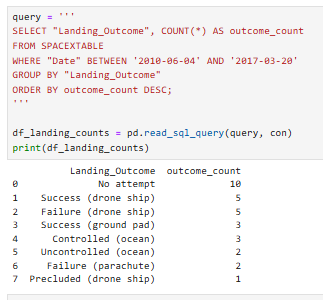 query = '''
SELECT "Landing_Outcome", COUNT(*) AS outcome_count
FROM SPACEXTABLE
WHERE "Date" BETWEEN '2010-06-04' AND '2017-03-20'
GROUP BY "Landing_Outcome"
ORDER BY outcome_count DESC;
'''
df_landing_counts = pd.read_sql_query(query, con)
print(df_landing_counts)
Landing_Outcome outcome_count
0 No attempt 10
1 Success (drone ship) 5
2 Failure (drone ship) 5
3 Success (ground pad) 3
4 Controlled (ocean) 3
5 Uncontrolled (ocean) 2
6 Failure (parachute) 2
7 Precluded (drone ship) 1